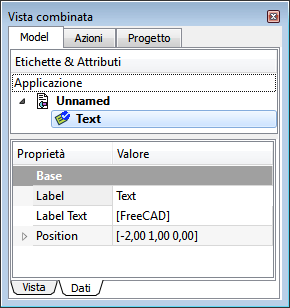 Vista combinata
Model Azioni Progetto
Etichette & Attributi
Applicazione
Unnamed
Text
Proprietà Valore
Base
Label Text
Label Text [FreeCAD]
Position [-2,00 1,00 0,00]
Vista Dati